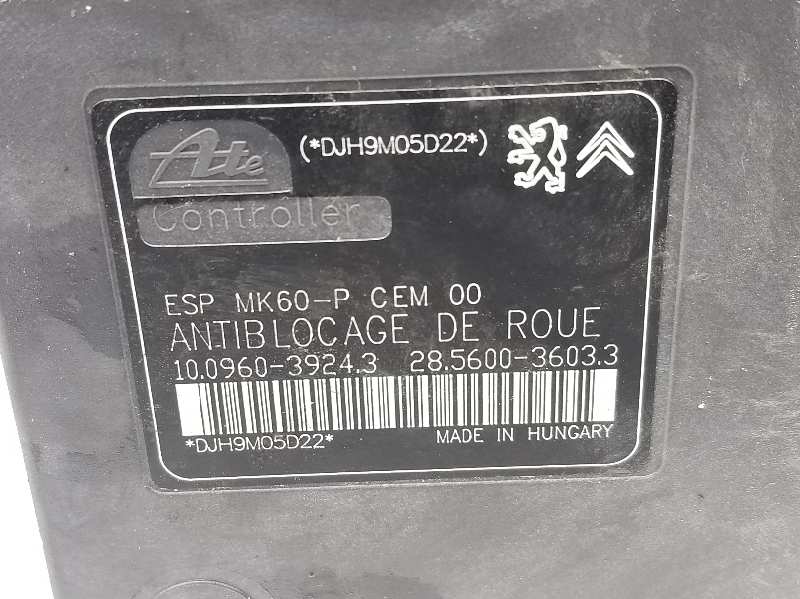 Ate
(*DJH9M05D22*)
Controller
ESP MK60-P CEM 00
ANTIBLOCAGE DE ROUE
10.0960-3924.3 28.5600-3603.3
*DJH9M05D22* MADE IN HUNGARY